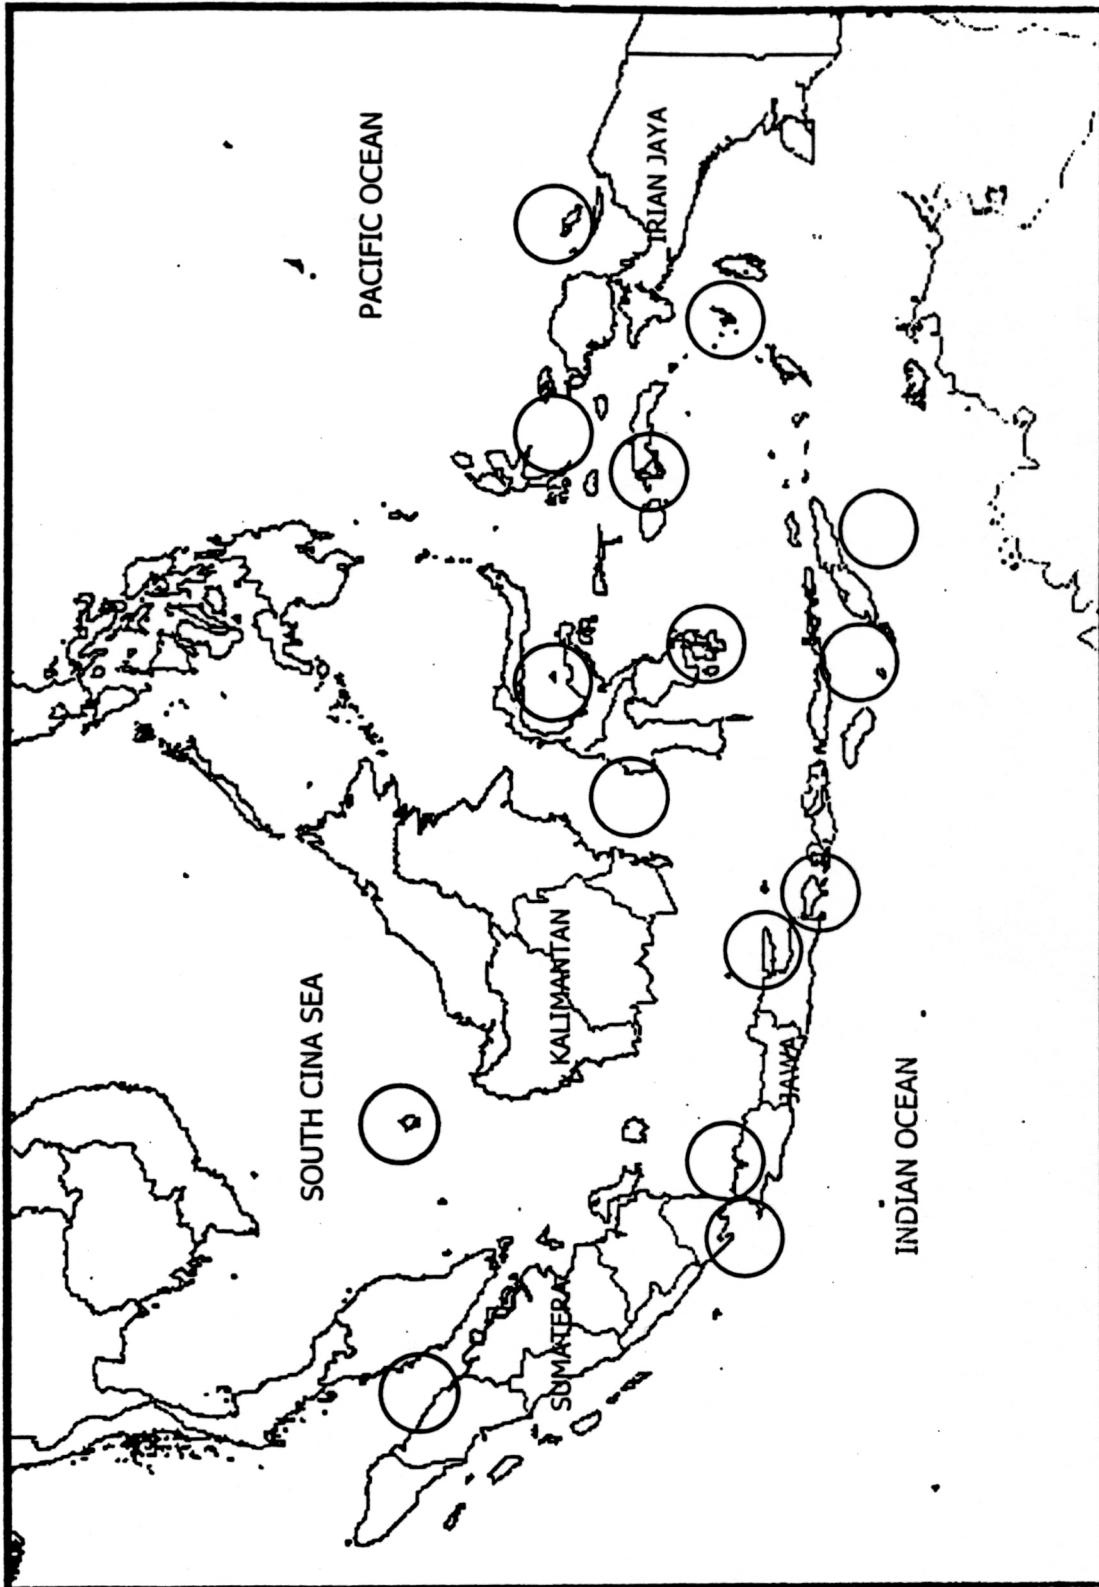 PACIFIC OCEAN
IRIAN JAYA
SOUTH CINA SEA
KALIMANTAN
JAWA
SUMATERA
INDIAN OCEAN